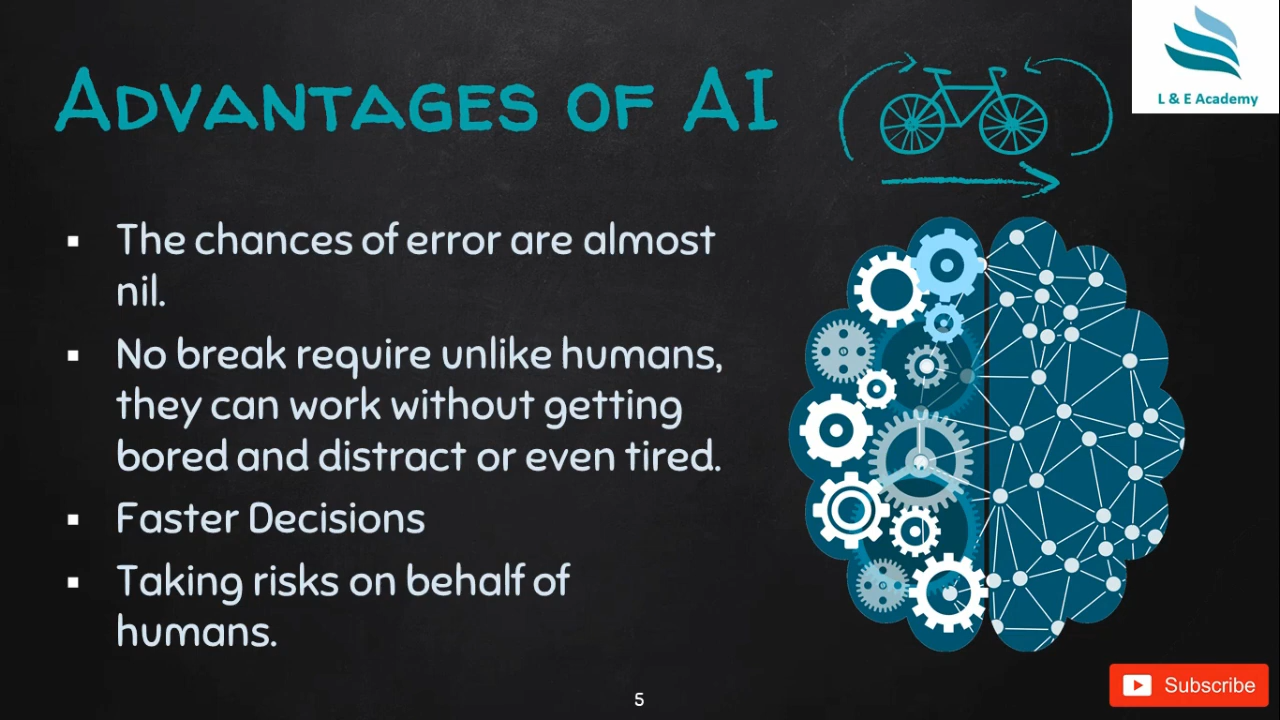 L & E Academy
ADVANTAGES OF AI
▪ The chances of error are almost
nil.
▪ No break require unlike humans,
they can work without getting
bored and distract or even tired.
▪ Faster Decisions
▪ Taking risks on behalf of
humans.
5
Subscribe